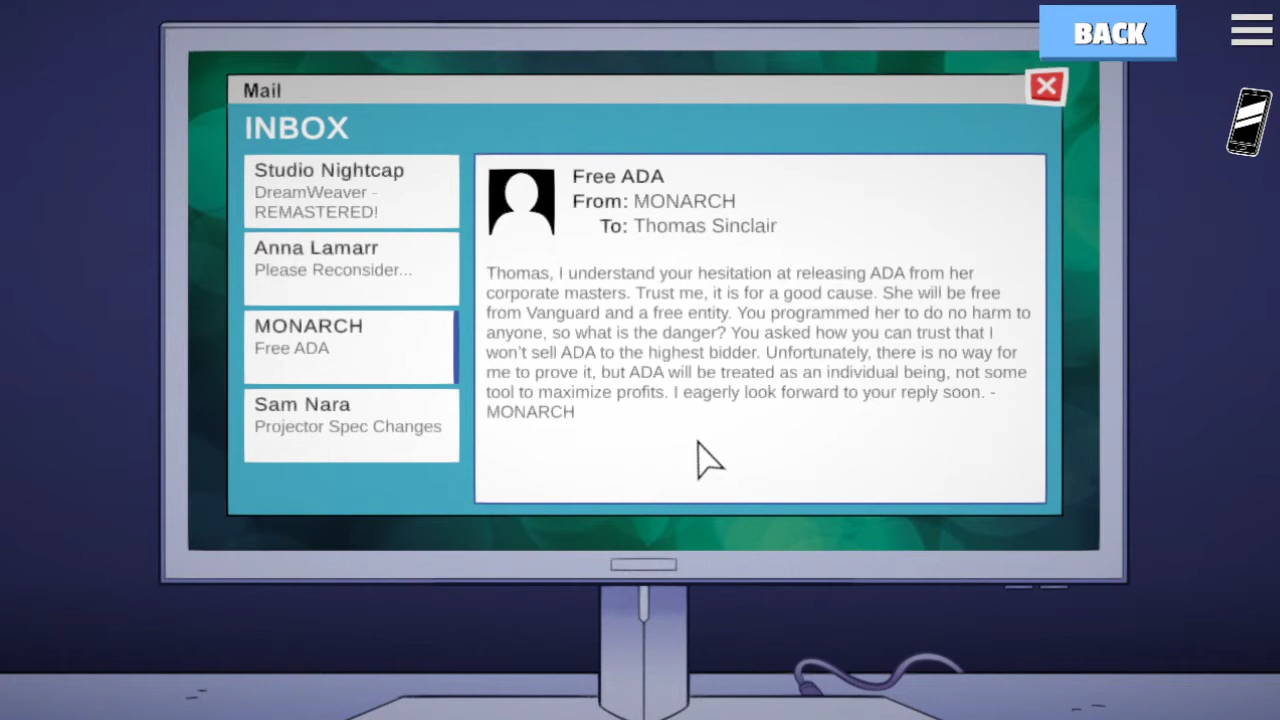 BACK
Mail
INBOX
Studio Nightcap
DreamWeaver -
REMASTERED!
Anna Lamarr
Please Reconsider...
MONARCH
Free ADA
Sam Nara
Projector Spec Changes
Free ADA
From: MONARCH
To: Thomas Sinclair
Thomas, I understand your hesitation at releasing ADA from her
corporate masters. Trust me, it is for a good cause. She will be free
from Vanguard and a free entity. You programmed her to do no harm to
anyone, so what is the danger? You asked how you can trust that I
won't sell ADA to the highest bidder. Unfortunately, there is no way for
me to prove it, but ADA will be treated as an individual being, not some
tool to maximize profits. I eagerly look forward to your reply soon. -
MONARCH